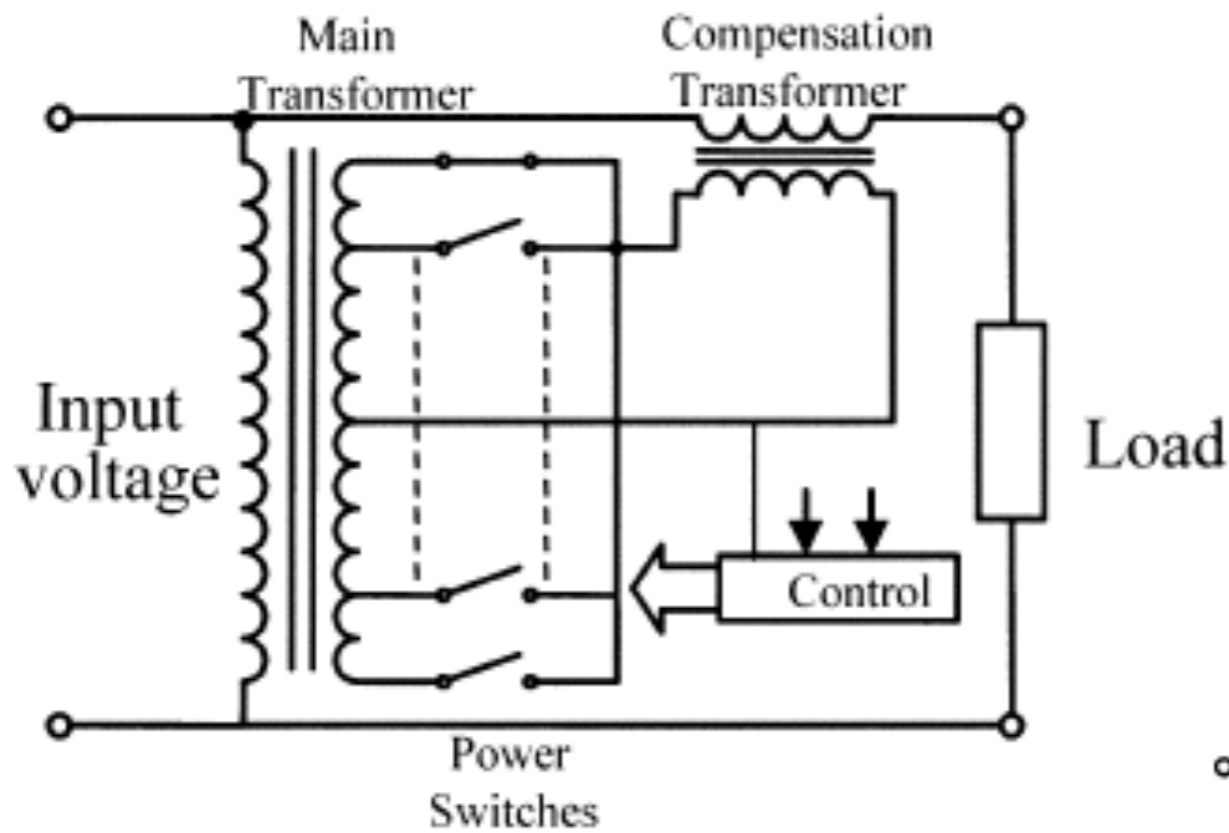 Main
Transformer
Compensation
Transformer
Input
voltage
Load
Control
Power
Switches